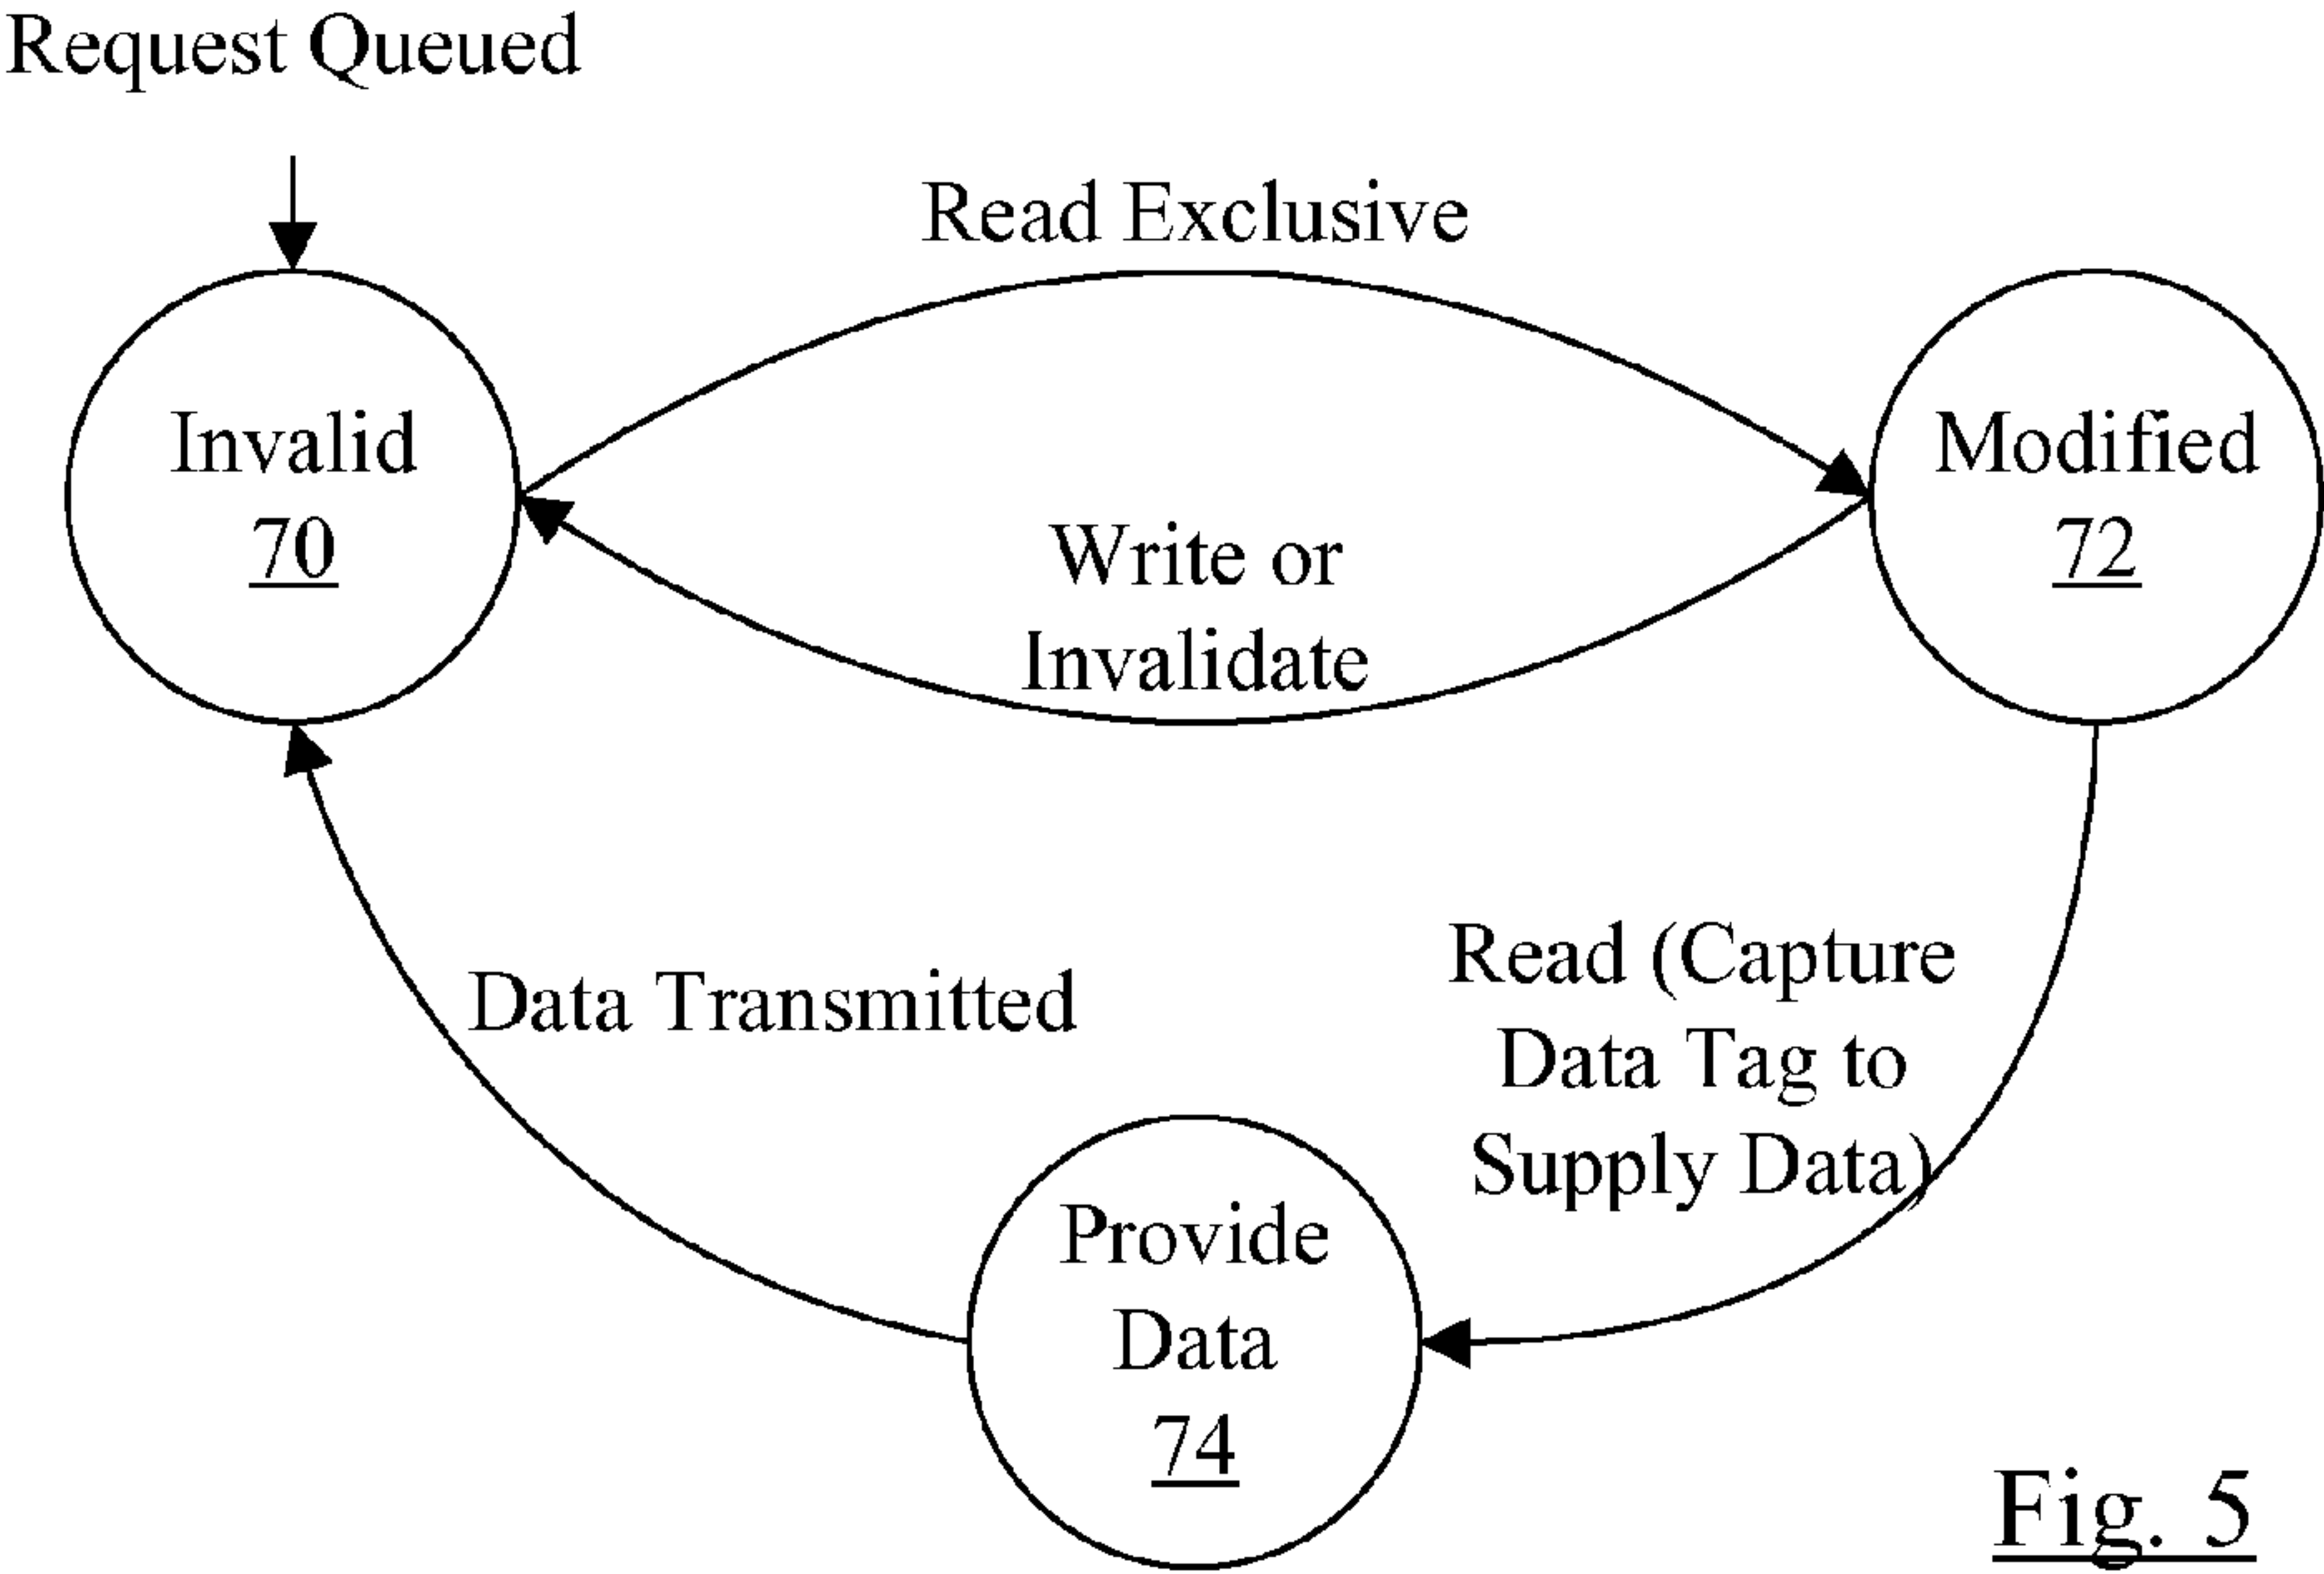 Request Queued
Read Exclusive
Invalid
70
Modified
72
Write or
Invalidate
Data Transmitted
Read (Capture
Data Tag to
Supply Data)
Provide
Data
74
Fig. 5